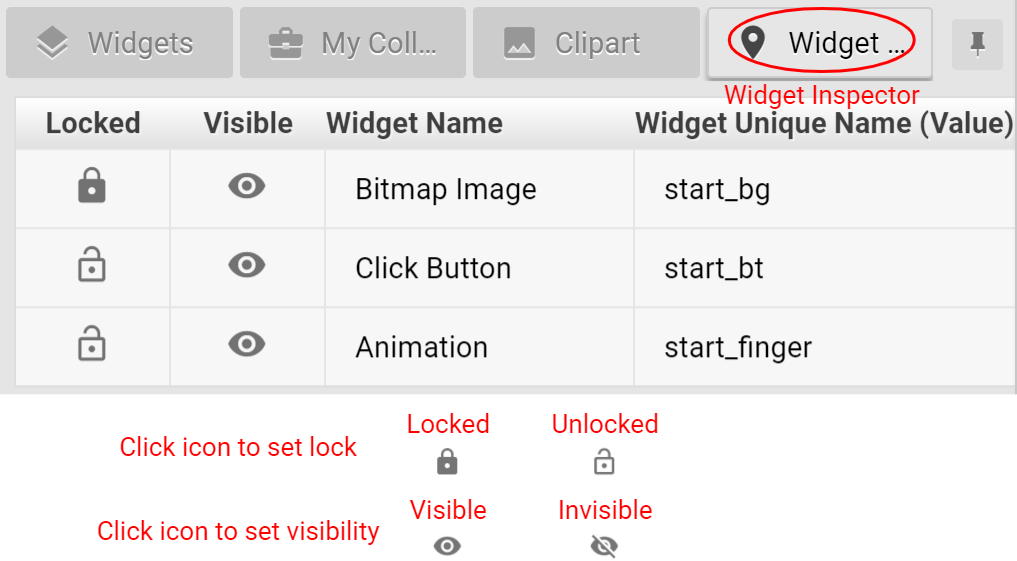 Widgets My Coll... Clipart Widget ...
Widget Inspector
Locked Visible Widget Name Widget Unique Name (Value)
Bitmap Image start_bg
Click Button start_bt
Animation start_finger
Locked Unlocked
Click icon to set lock
Visible Invisible
Click icon to set visibility